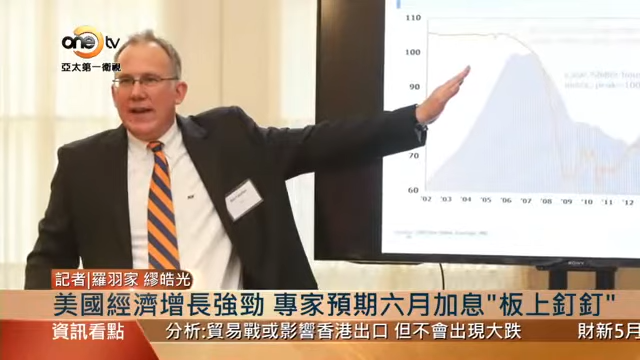 one tv
亞太第一衛視
110
100
90
80
70
60
'02 '03 '04 '05 '06 '07 '08 '09 '10 '11 '12
記者|羅羽家 繆皓光
美國經濟增長強勁 專家預期六月加息"板上釘釘"
資訊看點
分析:貿易戰或影響香港出口 但不會出現大跌
財新5月